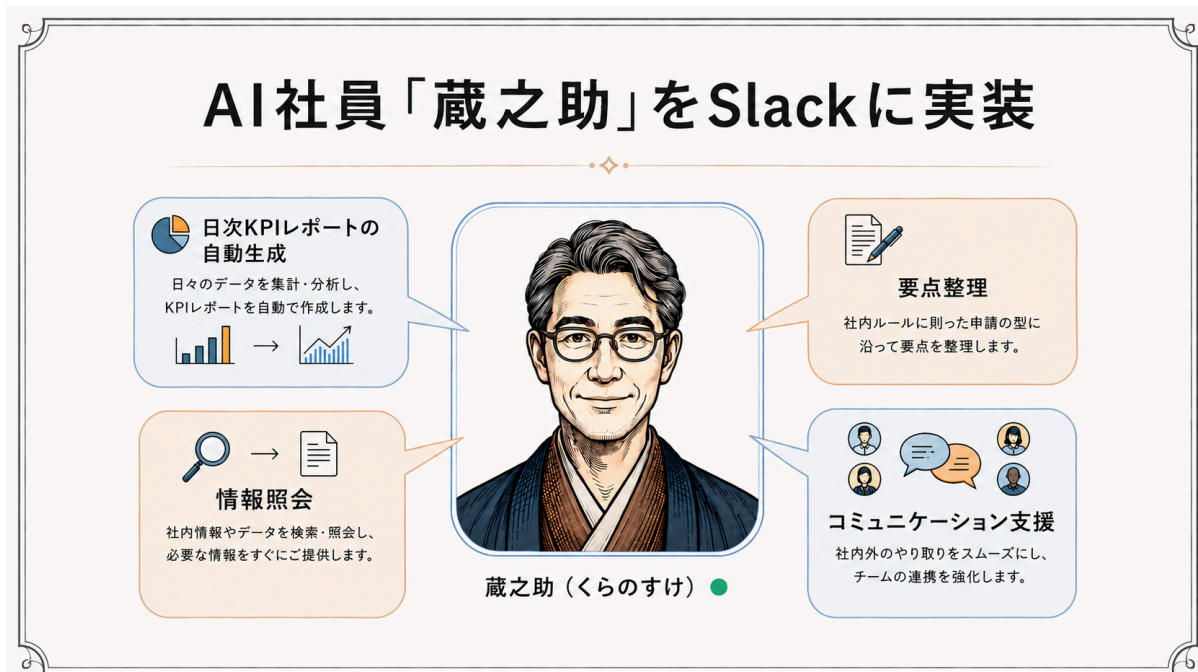 AI社員「蔵之助」をSlackに実装
日次KPIレポートの
自動生成
日々のデータを集計・分析し、
KPIレポートを自動で作成します。
要点整理
社内ルールに則った申請の型に
沿って要点を整理します。
情報照会
社内情報やデータを検索・照会し、
必要な情報をすぐにご提供します。
コミュニケーション支援
社内外のやり取りをスムーズにし、
チームの連携を強化します。
蔵之助（くらのすけ）